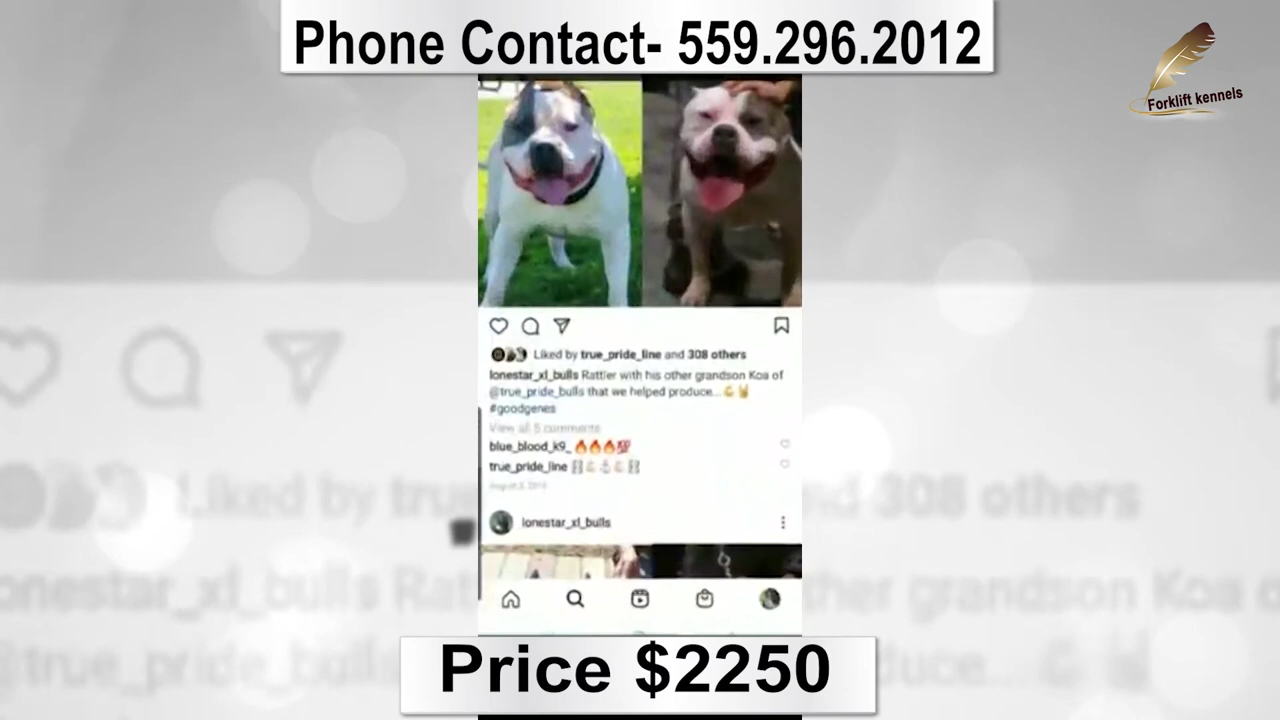 Phone Contact- 559.296.2012
Forklift kennels
Liked by true_pride_line and 308 others
lonestar_xl_bulls Rattler with his other grandson Koa of
@true_pride_bulls that we helped produce...💪🤘
#goodgenes
View all 5 comments
blue_blood_k9_ 🔥🔥🔥💯
true_pride_line
lonestar_xl_bulls
Price $2250